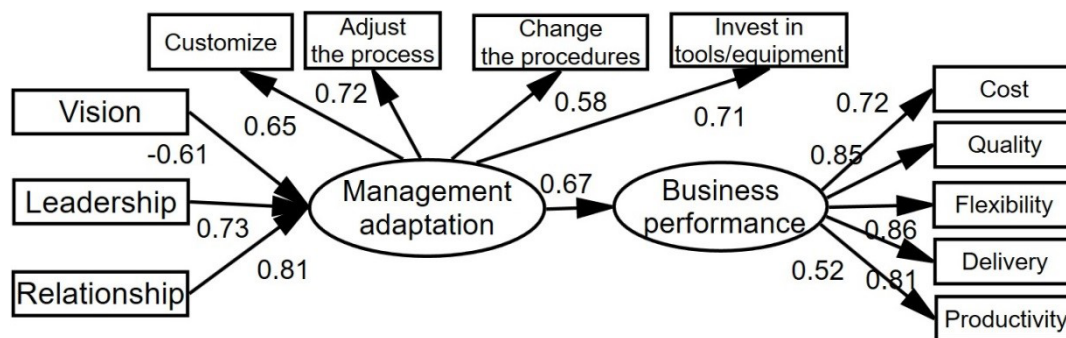 Customize
Adjust
the process
Change
the procedures
Invest in
tools/equipment
Vision
Leadership
Relationship
-0.61
0.73
0.81
0.65
0.72
0.58
0.71
Management
adaptation
0.67
Business
performance
0.72
0.85
0.86
0.81
0.52
Cost
Quality
Flexibility
Delivery
Productivity